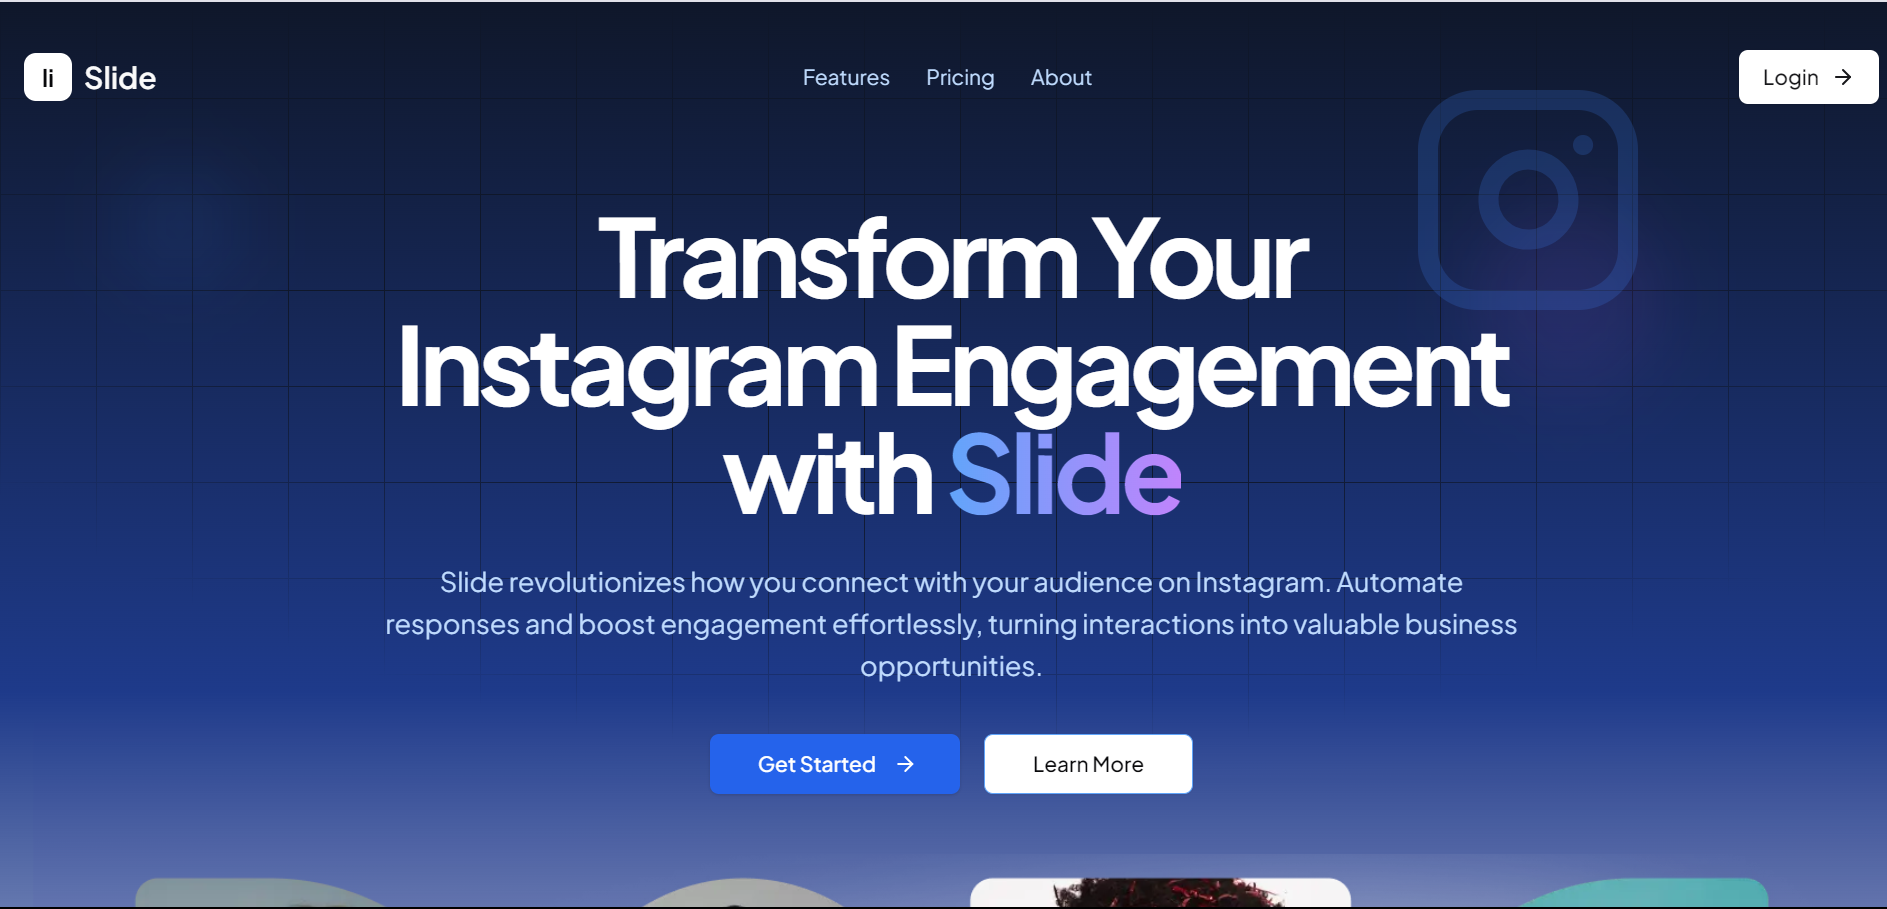 li Slide
Features Pricing About
Login
Transform Your
Instagram Engagement
with Slide
Slide revolutionizes how you connect with your audience on Instagram. Automate
responses and boost engagement effortlessly, turning interactions into valuable business
opportunities.
Get Started
Learn More